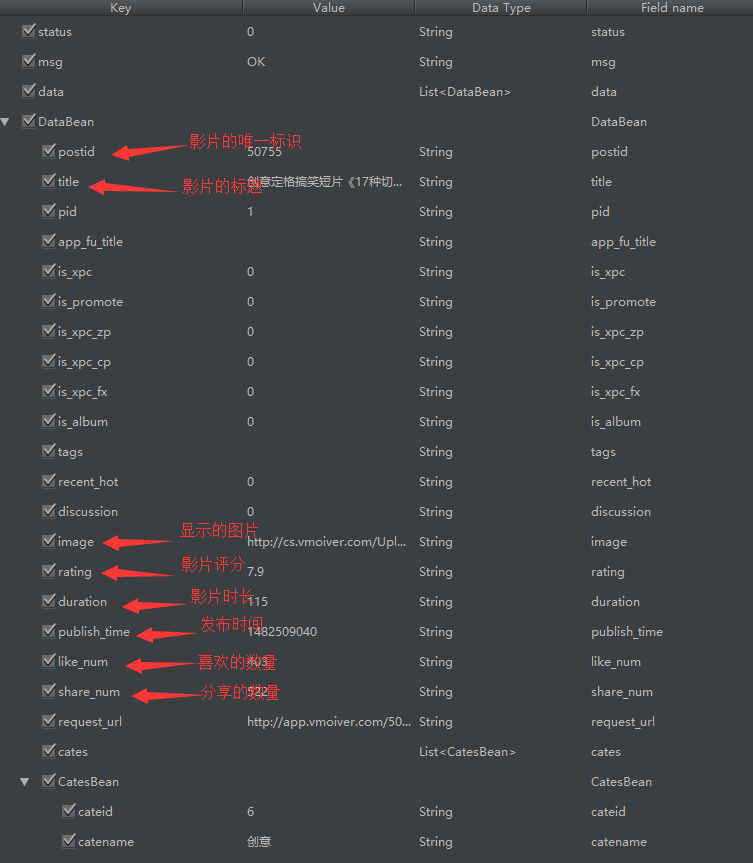 Key Value Data Type Field name
status 0 String status
msg OK String msg
data List<DataBean> data
DataBean DataBean
影片的唯一标识
postid 50755 String postid
title 创意定格搞笑短片《17种切... String title
影片的标题
pid 1 String pid
app_fu_title String app_fu_title
is_xpc 0 String is_xpc
is_promote 0 String is_promote
is_xpc_zp 0 String is_xpc_zp
is_xpc_cp 0 String is_xpc_cp
is_xpc_fx 0 String is_xpc_fx
is_album 0 String is_album
tags String tags
recent_hot 0 String recent_hot
discussion 0 String discussion
显示的图片
image http://cs.vmoiver.com/Upl... String image
影片评分
rating 7.9 String rating
影片时长
duration 115 String duration
发布时间
publish_time 1482509040 String publish_time
like_num 喜欢的数量 String like_num
share_num 分享的数量 String share_num
request_url http://app.vmoiver.com/50... String request_url
cates List<CatesBean> cates
CatesBean CatesBean
cateid 6 String cateid
catename 创意 String catename